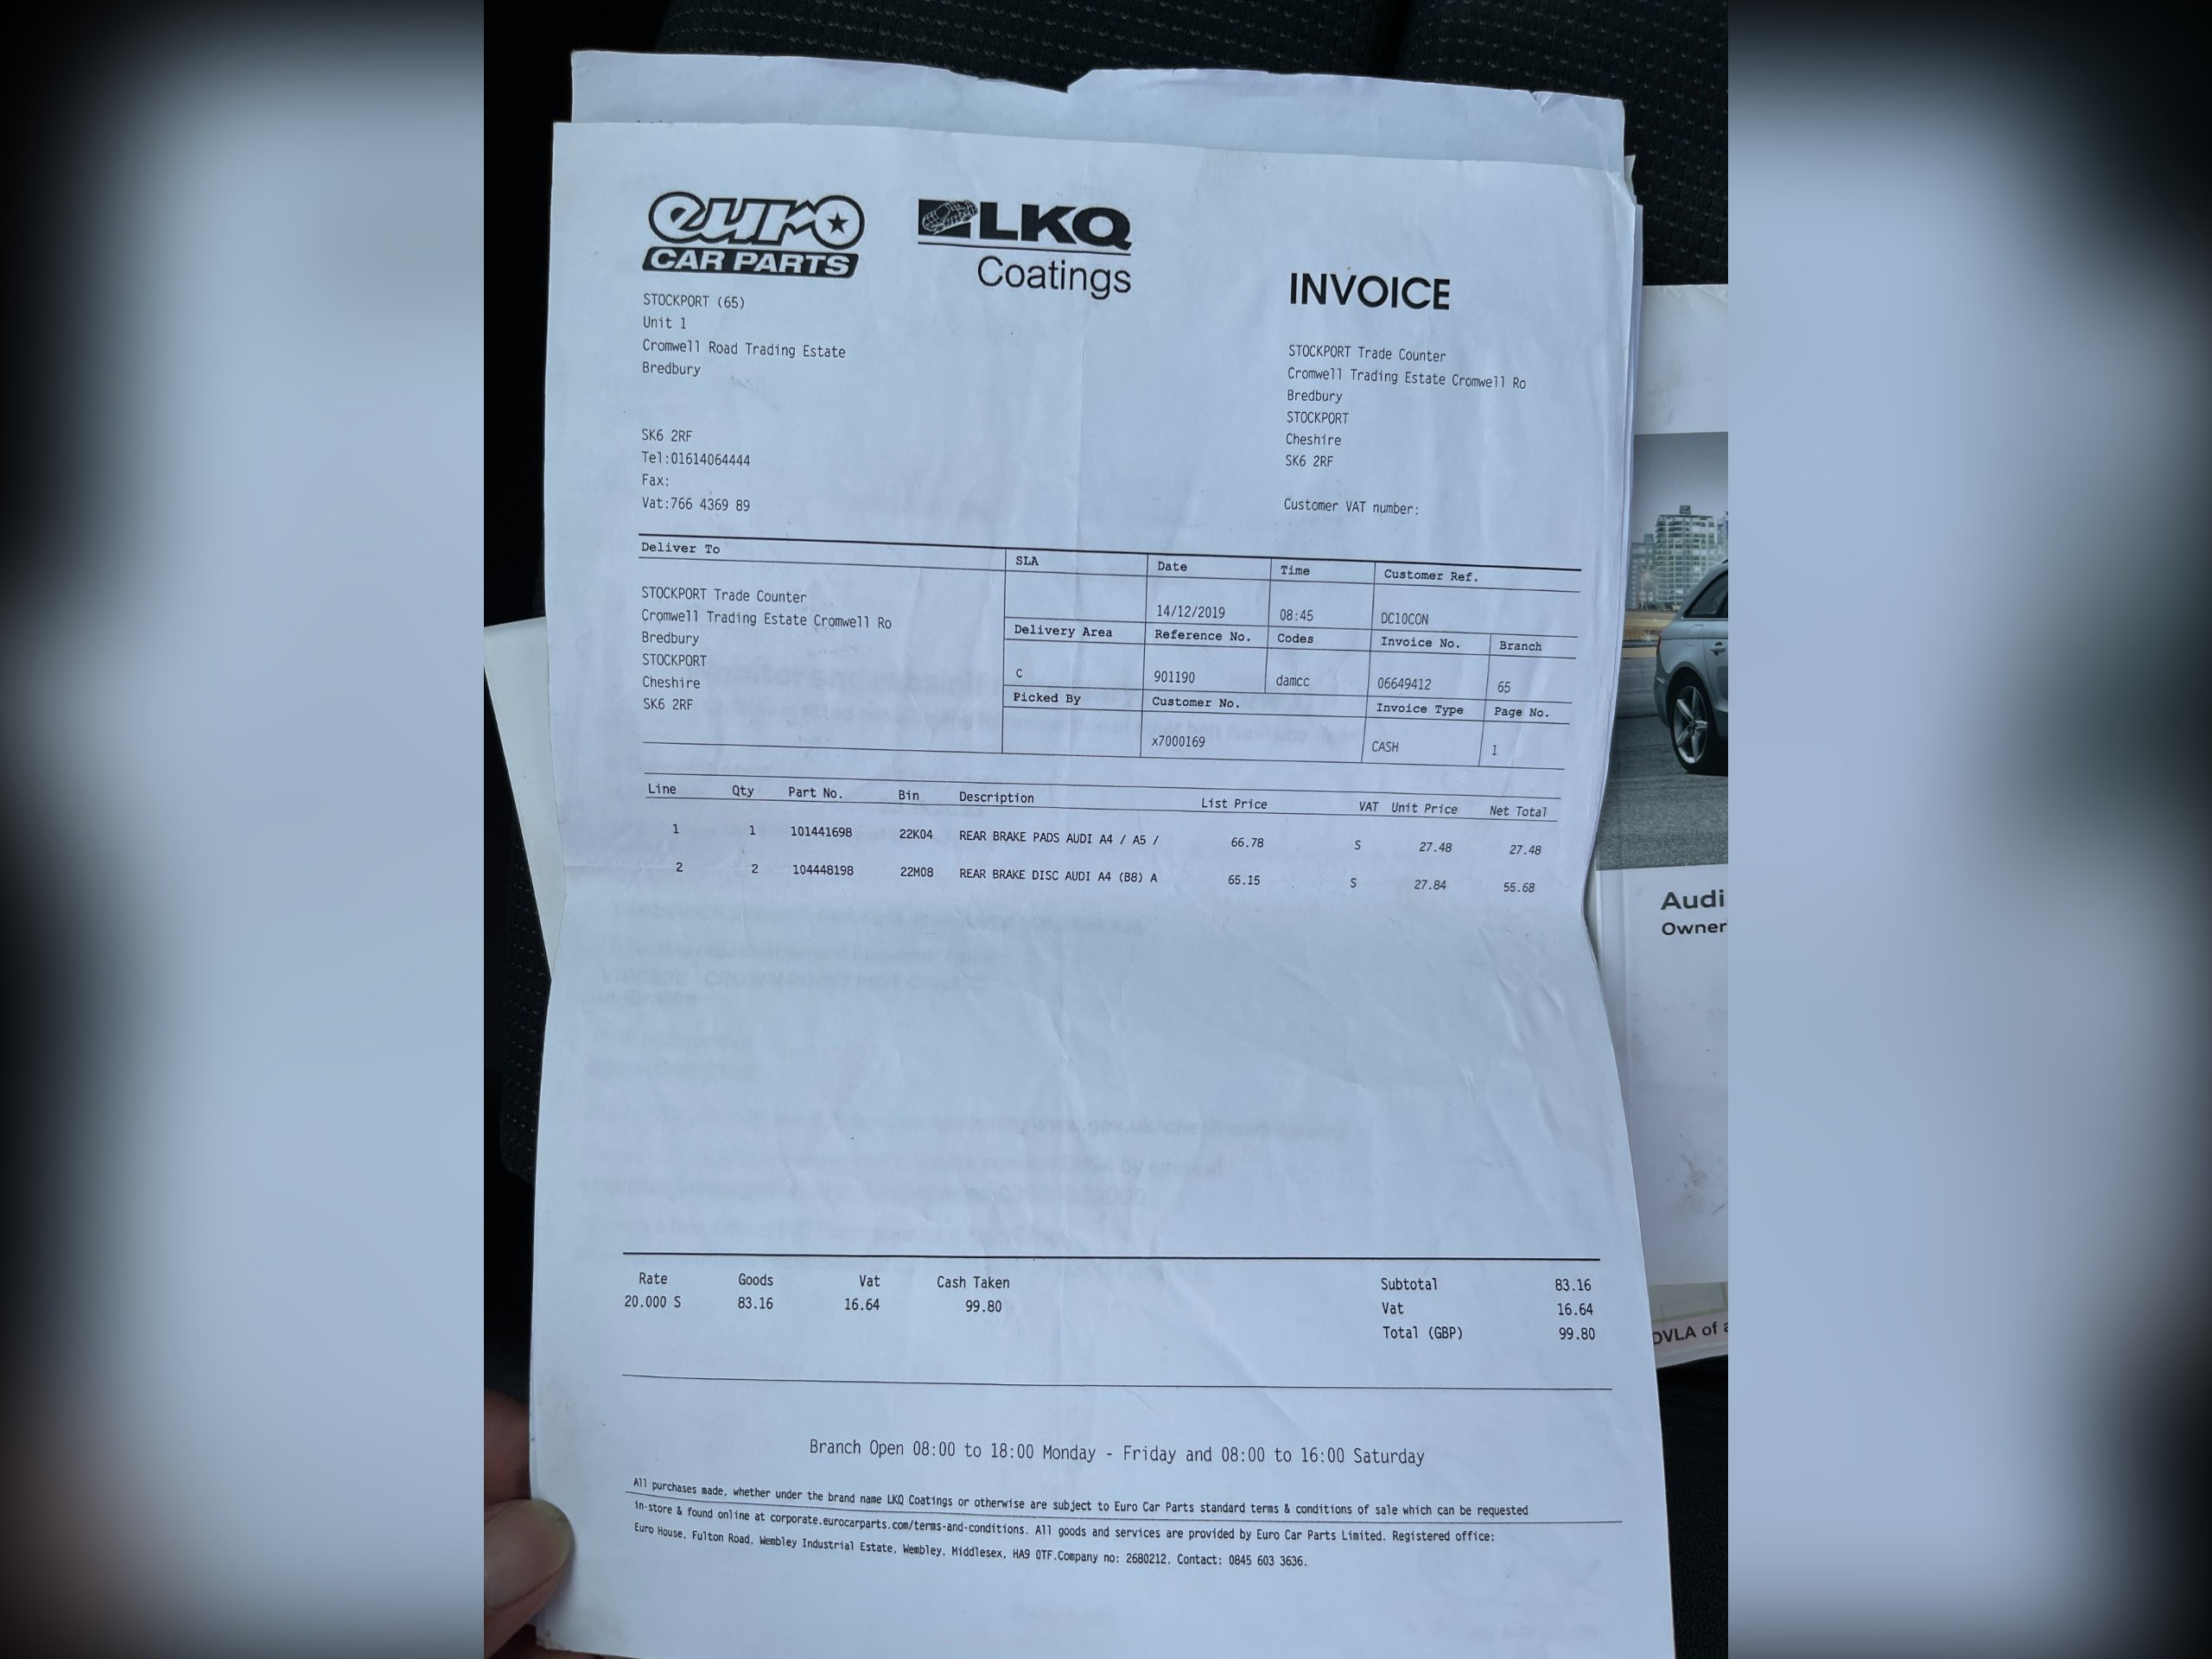 euro
CAR PARTS
LKQ
Coatings
INVOICE
STOCKPORT (65)
Unit 1
Cromwell Road Trading Estate
Bredbury
SK6 2RF
Tel:01614064444
Fax:
Vat:766 4369 89
STOCKPORT Trade Counter
Cromwell Trading Estate Cromwell Ro
Bredbury
STOCKPORT
Cheshire
SK6 2RF
Customer VAT number:
Deliver To
STOCKPORT Trade Counter
Cromwell Trading Estate Cromwell Ro
Bredbury
STOCKPORT
Cheshire
SK6 2RF
SLA Date Time Customer Ref.
14/12/2019 08:45 DC10CON
Delivery Area Reference No. Codes Invoice No. Branch
C 901190 damcc 06649412 65
Picked By Customer No. Invoice Type Page No.
x7000169 CASH 1
Line Qty Part No. Bin Description List Price VAT Unit Price Net Total
1 1 101441698 22K04 REAR BRAKE PADS AUDI A4 / A5 / 66.78 S 27.48 27.48
2 2 104448198 22M08 REAR BRAKE DISC AUDI A4 (B8) A 65.15 S 27.84 55.68
Rate Goods Vat Cash Taken Subtotal 83.16
20.000 S 83.16 16.64 99.80 Vat 16.64
Total (GBP) 99.80
Branch Open 08:00 to 18:00 Monday - Friday and 08:00 to 16:00 Saturday
All purchases made, whether under the brand name LKQ Coatings or otherwise are subject to Euro Car Parts standard terms & conditions of sale which can be requested
in-store & found online at corporate.eurocarparts.com/terms-and-conditions. All goods and services are provided by Euro Car Parts Limited. Registered office:
Euro House, Fulton Road, Wembley Industrial Estate, Wembley, Middlesex, HA9 0TF.Company no: 2680212. Contact: 0845 603 3636.
Audi
Owner
DVLA of